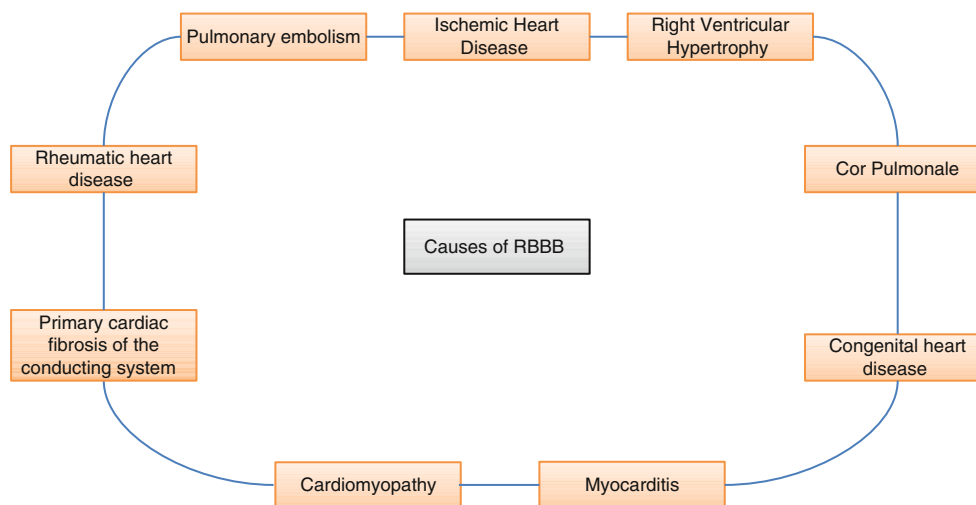 Pulmonary embolism
Ischemic Heart
Disease
Right Ventricular
Hypertrophy
Rheumatic heart
disease
Cor Pulmonale
Causes of RBBB
Primary cardiac
fibrosis of the
conducting system
Congenital heart
disease
Cardiomyopathy
Myocarditis